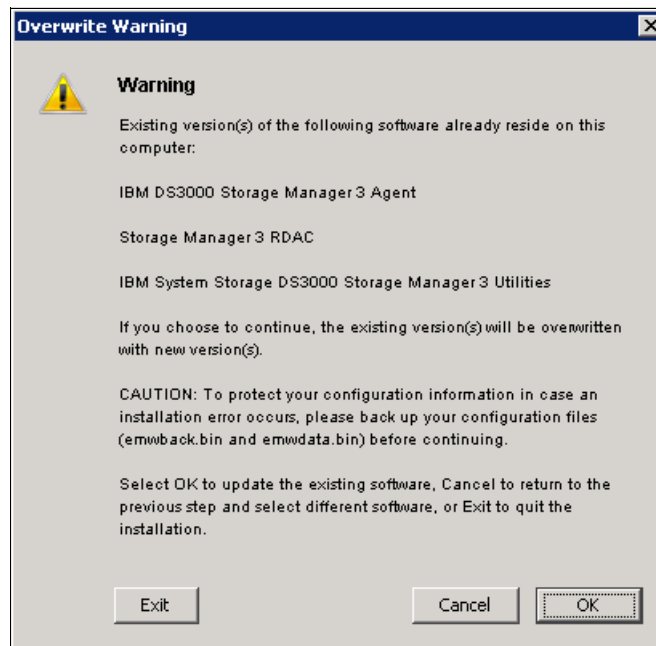 Overwrite Warning
Warning
Existing version(s) of the following software already reside on this
computer:
IBM DS3000 Storage Manager 3 Agent
Storage Manager 3 RDAC
IBM System Storage DS3000 Storage Manager 3 Utilities
If you choose to continue, the existing version(s) will be overwritten
with new version(s).
CAUTION: To protect your configuration information in case an
installation error occurs, please back up your configuration files
(emwback.bin and emwdata.bin) before continuing.
Select OK to update the existing software, Cancel to return to the
previous step and select different software, or Exit to quit the
installation.
Exit
Cancel
OK